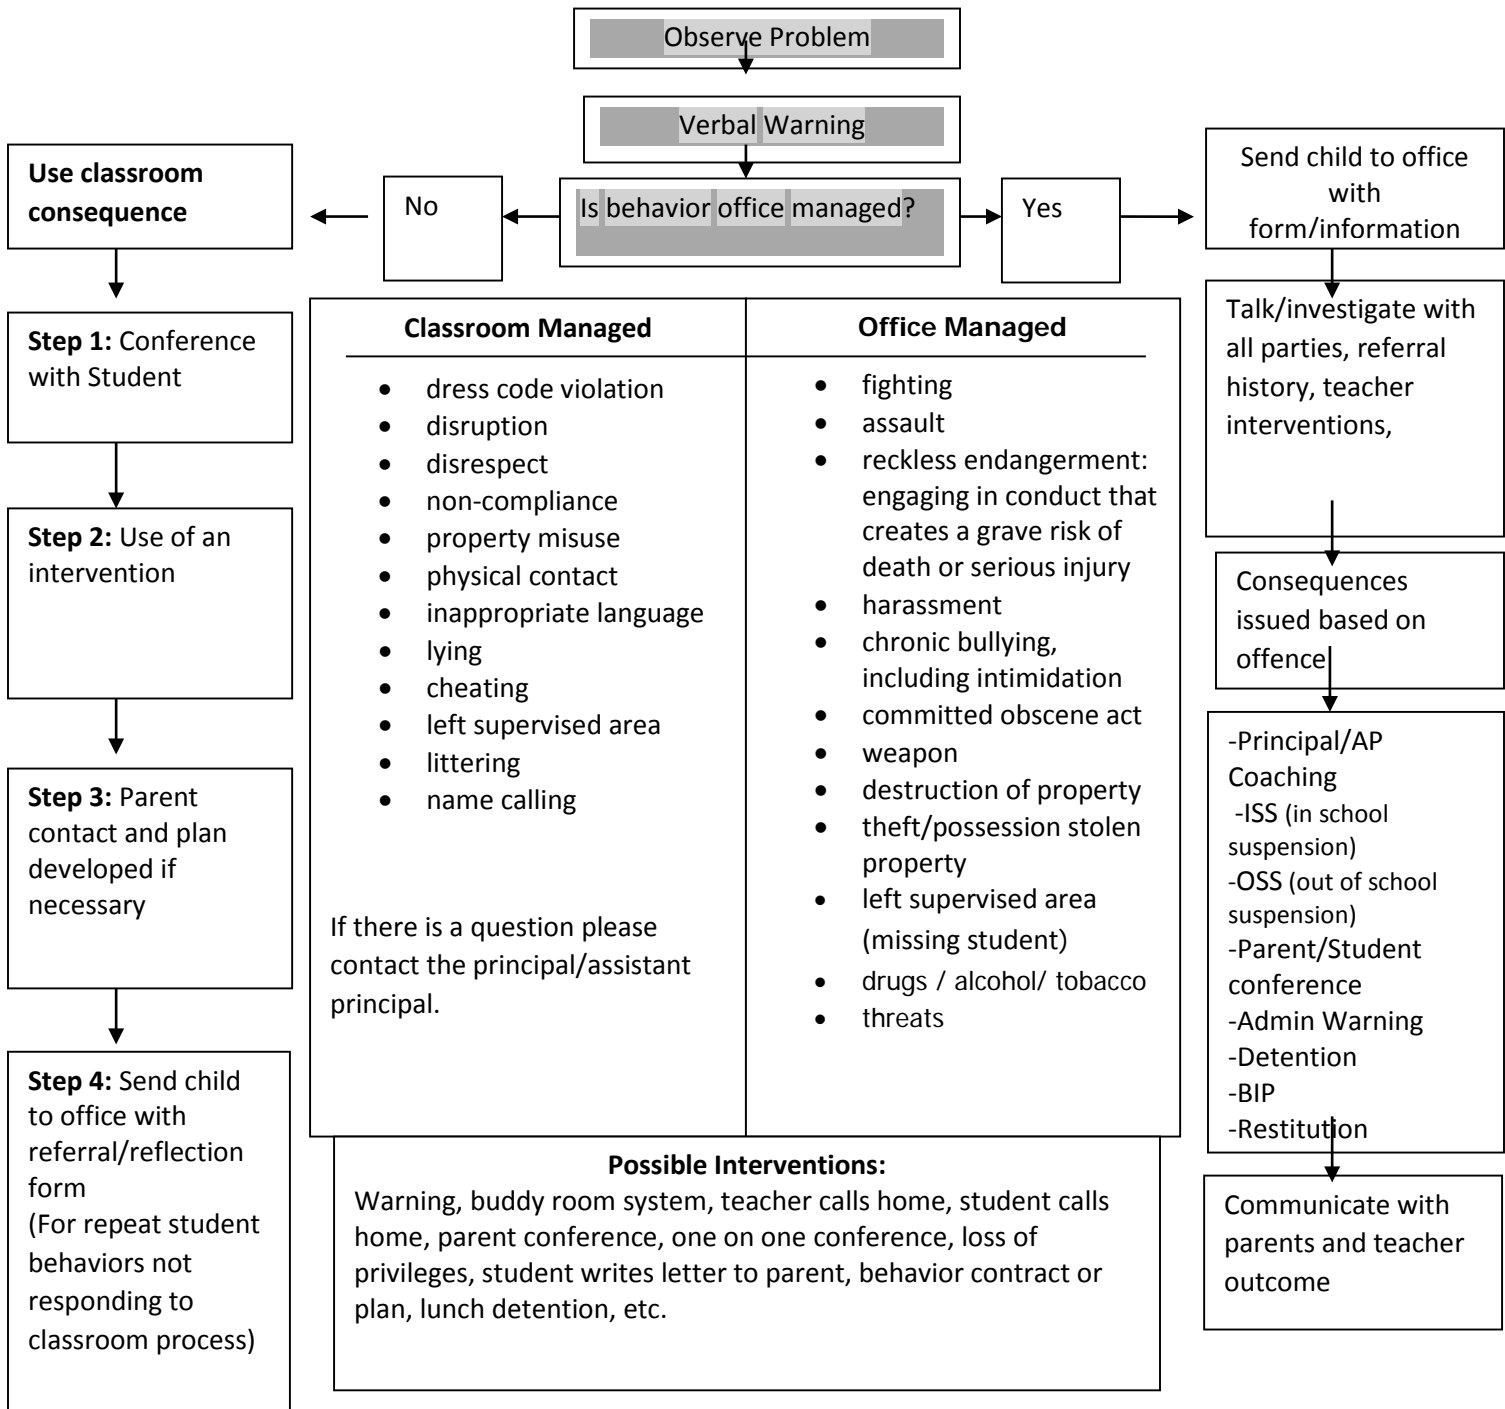 Observe Problem
Verbal Warning
Is behavior office managed?
No
Yes
Use classroom
consequence
Step 1: Conference
with Student
Step 2: Use of an
intervention
Step 3: Parent
contact and plan
developed if
necessary
Step 4: Send child
to office with
referral/reflection
form
(For repeat student
behaviors not
responding to
classroom process)
Classroom Managed
• dress code violation
• disruption
• disrespect
• non-compliance
• property misuse
• physical contact
• inappropriate language
• lying
• cheating
• left supervised area
• littering
• name calling
If there is a question please
contact the principal/assistant
principal.
Office Managed
• fighting
• assault
• reckless endangerment:
engaging in conduct that
creates a grave risk of
death or serious injury
• harassment
• chronic bullying,
including intimidation
• committed obscene act
• weapon
• destruction of property
• theft/possession stolen
property
• left supervised area
(missing student)
• drugs / alcohol/ tobacco
• threats
Possible Interventions:
Warning, buddy room system, teacher calls home, student calls
home, parent conference, one on one conference, loss of
privileges, student writes letter to parent, behavior contract or
plan, lunch detention, etc.
Send child to office
with
form/information
Talk/investigate with
all parties, referral
history, teacher
interventions,
Consequences
issued based on
offence
-Principal/AP
Coaching
-ISS (in school
suspension)
-OSS (out of school
suspension)
-Parent/Student
conference
-Admin Warning
-Detention
-BIP
-Restitution
Communicate with
parents and teacher
outcome